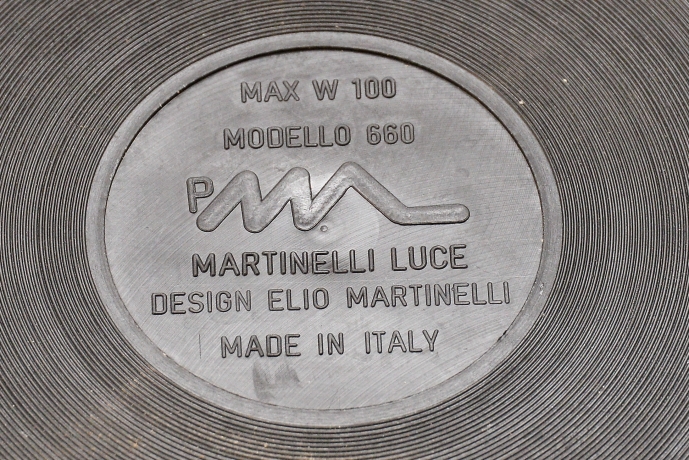 MAX W 100
MODELLO 660
P
MARTINELLI LUCE
DESIGN ELIO MARTINELLI
MADE IN ITALY